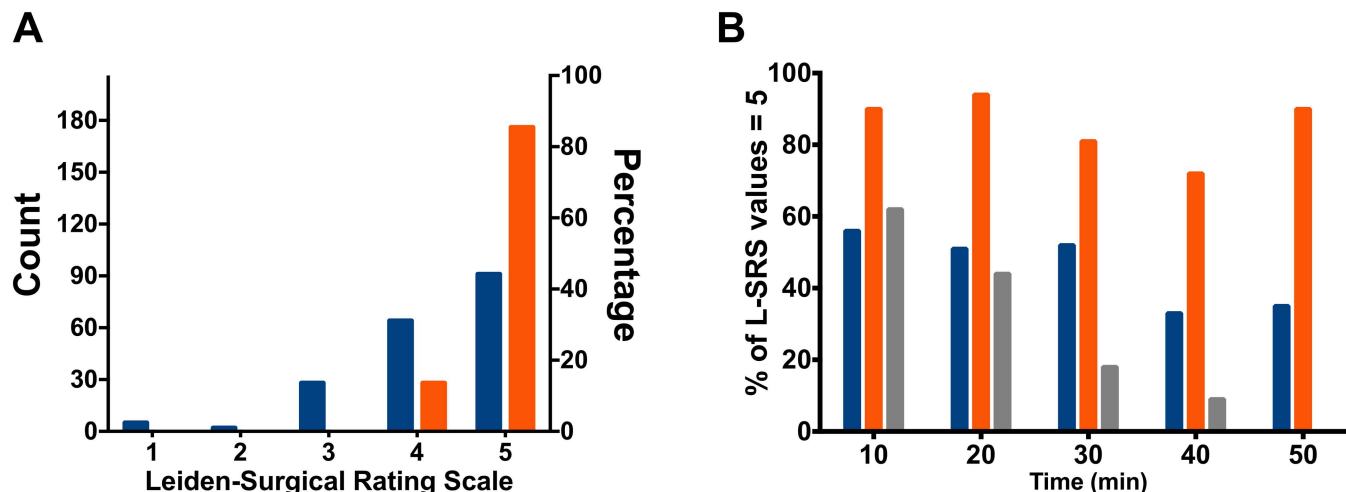 A
Count
180
150
120
90
60
30
0
100
80
60
40
20
0
Percentage
1 2 3 4 5
Leiden-Surgical Rating Scale
B
% of L-SRS values = 5
100
80
60
40
20
0
10 20 30 40 50
Time (min)